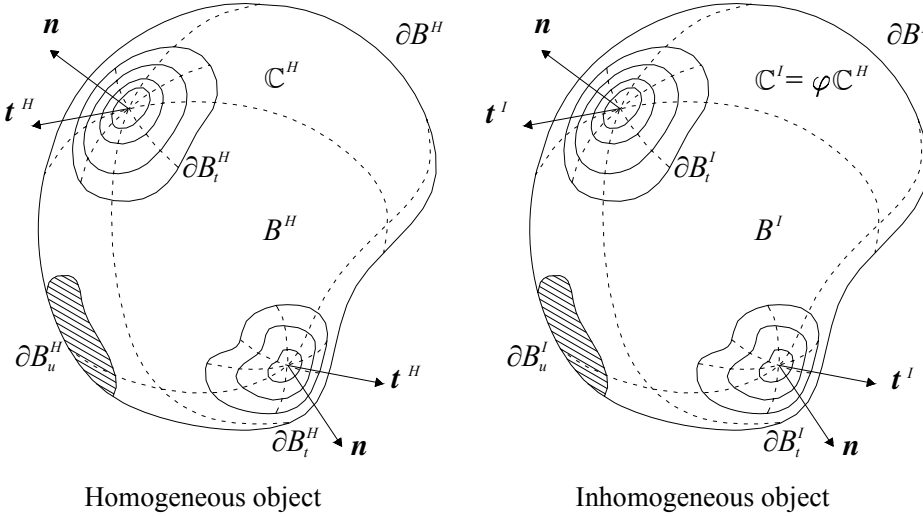 n
∂B^H
ℂ^H
t^H
∂B_t^H
B^H
∂B_u^H
t^H
∂B_t^H
n
Homogeneous object
n
∂B
ℂ^I = φℂ^H
t^I
∂B_t^I
B^I
∂B_u^I
t^I
∂B_t^I
n
Inhomogeneous object